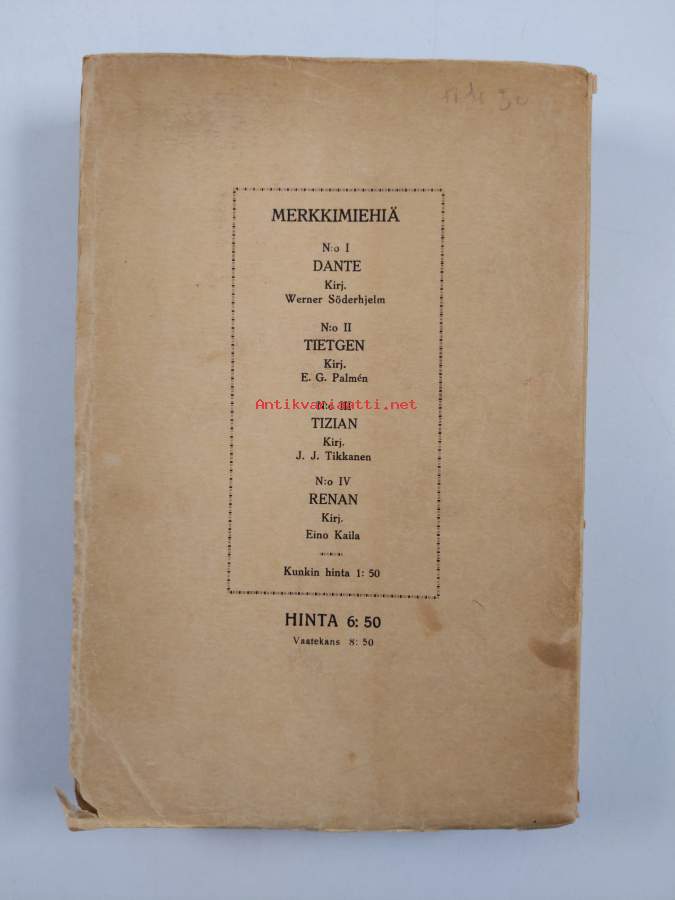 MERKKIMIEHIÄ
N:o I
DANTE
Kirj.
Werner Söderhjelm
N:o II
TIETGEN
Kirj.
E. G. Palmén
Antikvariaatti.net
N:o III
TIZIAN
Kirj.
J. J. Tikkanen
N:o IV
RENAN
Kirj.
Eino Kaila
Kunkin hinta 1: 50
HINTA 6: 50
Vaatekans 8: 50